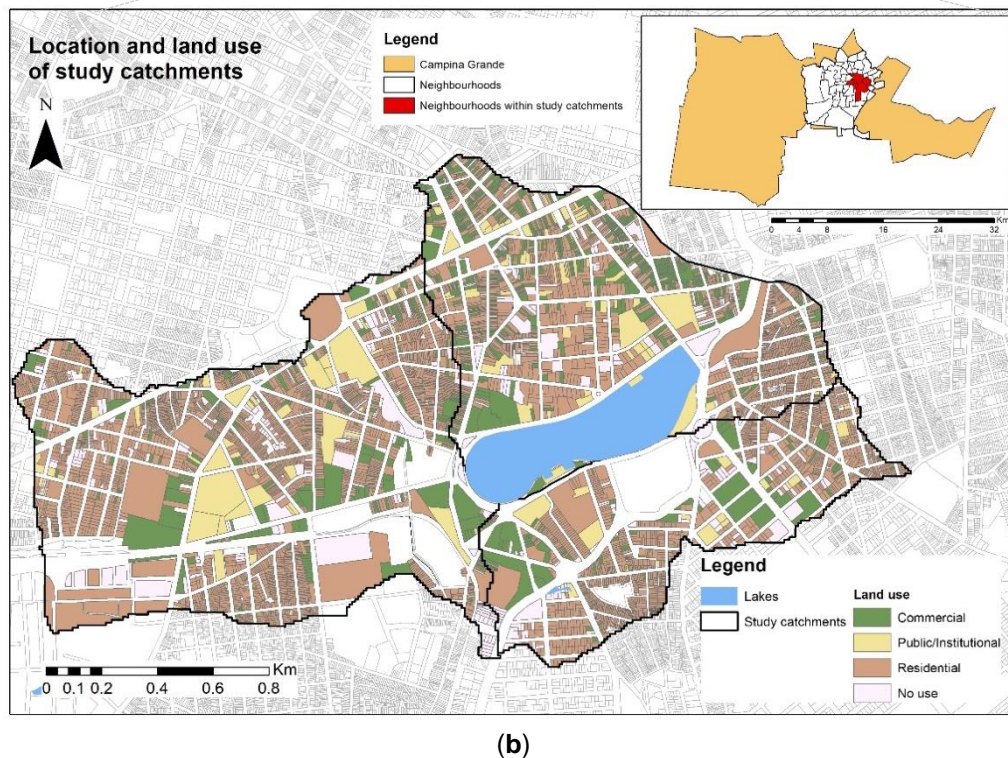 Location and land use
of study catchments
N
Legend
Campina Grande
Neighbourhoods
Neighbourhoods within study catchments
Km
0 4 8 16 24 32
Legend
Lakes
Study catchments
Land use
Commercial
Public/Institutional
Residential
No use
Km
0 0.1 0.2 0.4 0.6 0.8
(b)